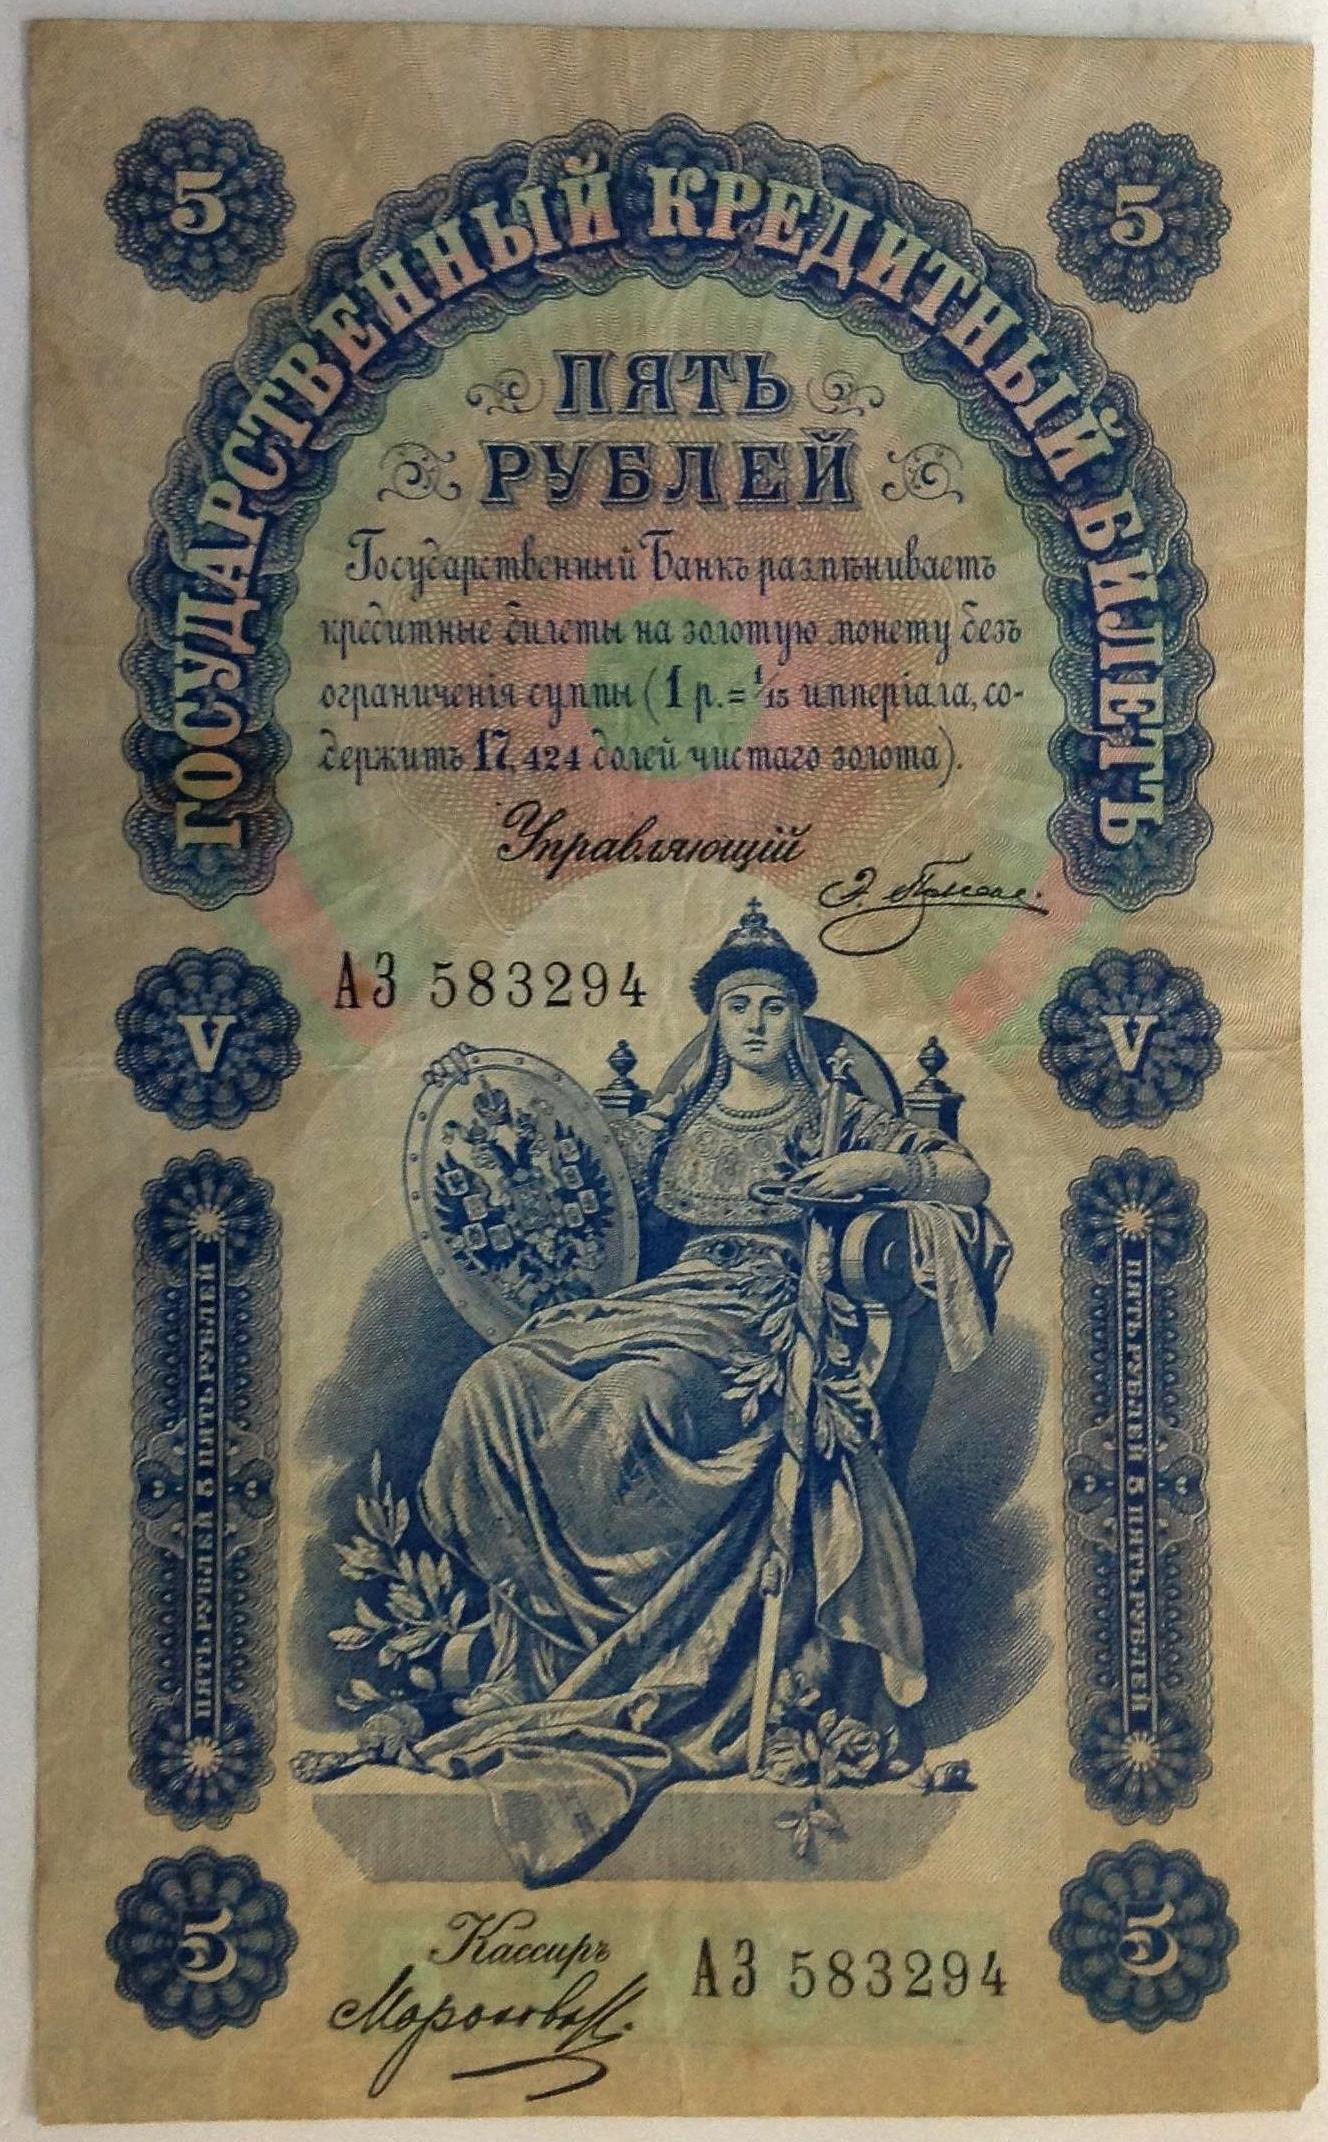 5 5
ГОСУДАРСТВЕННЫЙ КРЕДИТНЫЙ БИЛЕТЪ
ПЯТЬ
РУБЛЕЙ
Государственный Банкъ размѣниваетъ
кредитные билеты на золотую монету безъ
ограниченія суммы (1 р. = 1/15 имперіала, со-
держитъ 17,424 долей чистаго золота).
Управляющій
Э. Плеске.
АЗ 583294
V V
ПЯТЬ РУБЛЕЙ 5 ПЯТЬ РУБЛЕЙ
ПЯТЬ РУБЛЕЙ 5 ПЯТЬ РУБЛЕЙ
Кассиръ
АЗ 583294
5 5